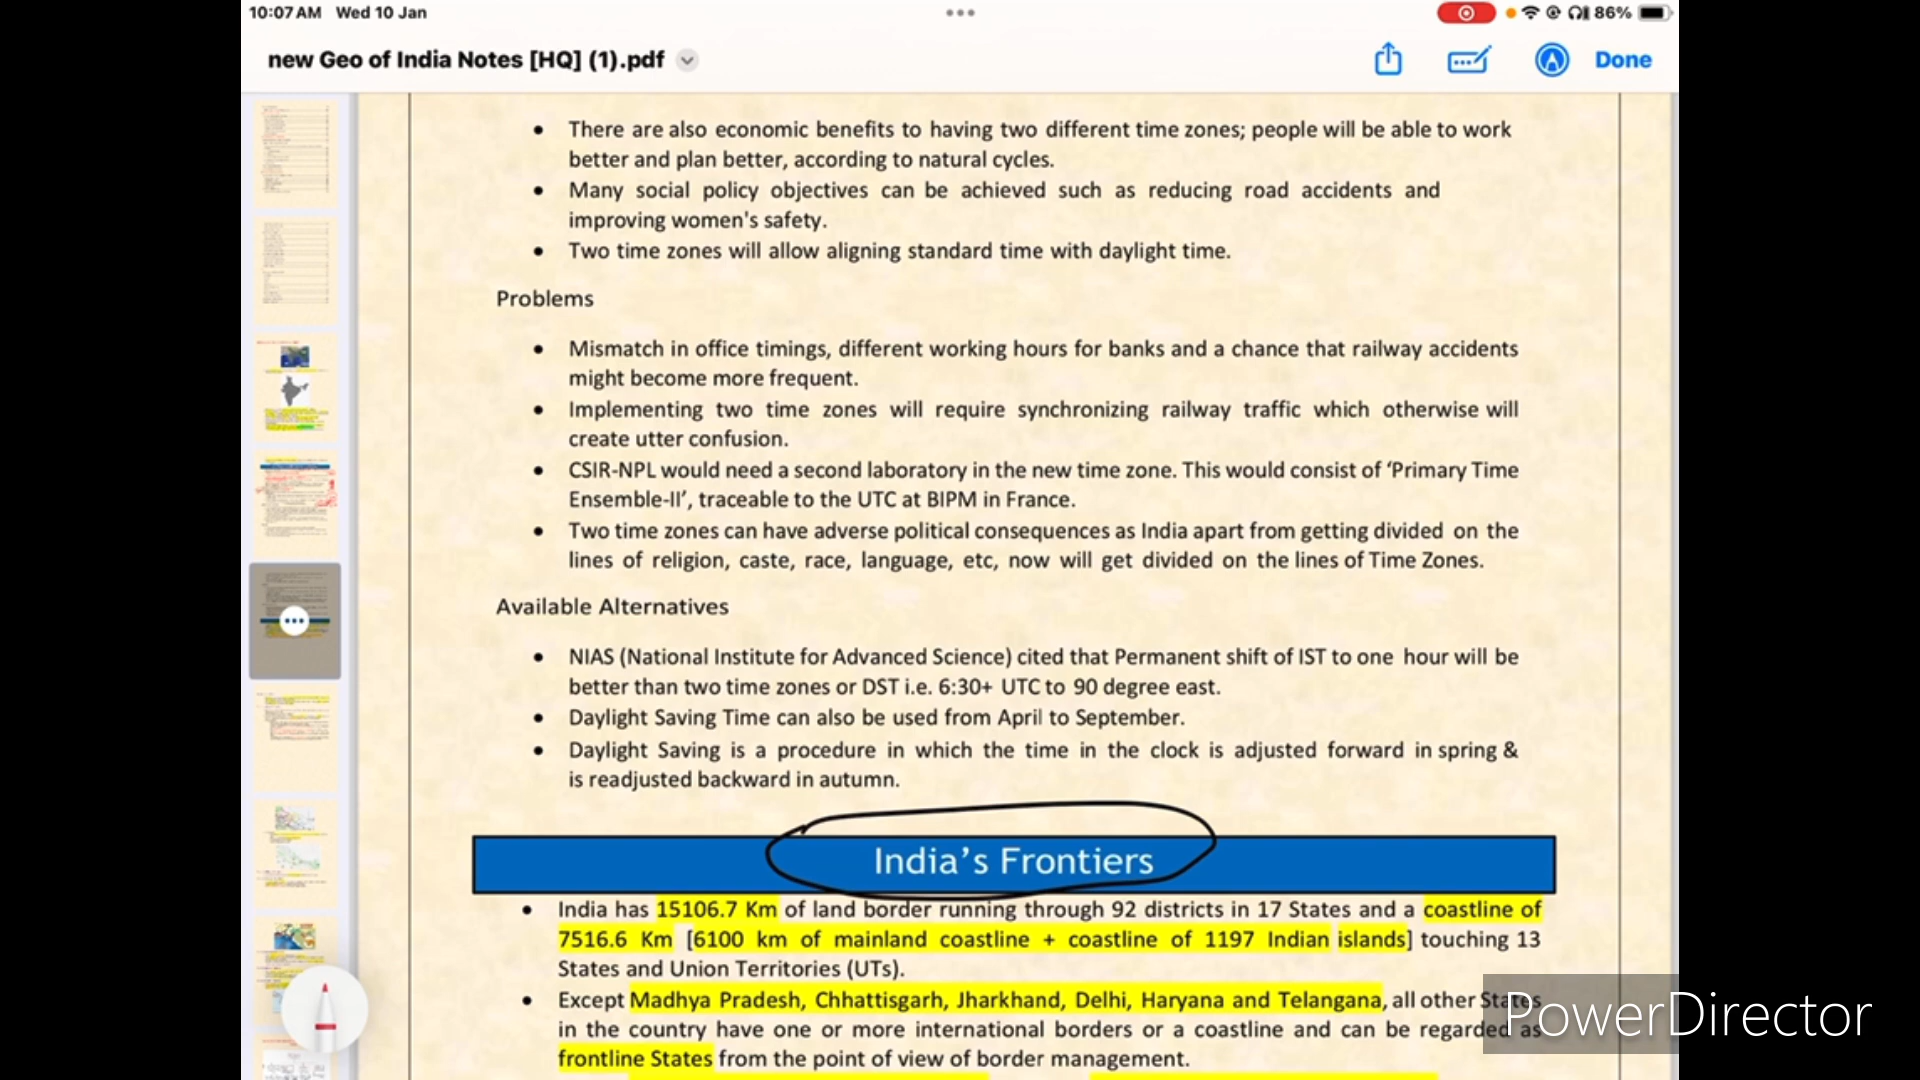 10:07 AM Wed 10 Jan
86%
new Geo of India Notes [HQ] (1).pdf
Done
• There are also economic benefits to having two different time zones; people will be able to work
better and plan better, according to natural cycles.
• Many social policy objectives can be achieved such as reducing road accidents and
improving women's safety.
• Two time zones will allow aligning standard time with daylight time.
Problems
• Mismatch in office timings, different working hours for banks and a chance that railway accidents
might become more frequent.
• Implementing two time zones will require synchronizing railway traffic which otherwise will
create utter confusion.
• CSIR-NPL would need a second laboratory in the new time zone. This would consist of ‘Primary Time
Ensemble-II’, traceable to the UTC at BIPM in France.
• Two time zones can have adverse political consequences as India apart from getting divided on the
lines of religion, caste, race, language, etc, now will get divided on the lines of Time Zones.
Available Alternatives
• NIAS (National Institute for Advanced Science) cited that Permanent shift of IST to one hour will be
better than two time zones or DST i.e. 6:30+ UTC to 90 degree east.
• Daylight Saving Time can also be used from April to September.
• Daylight Saving is a procedure in which the time in the clock is adjusted forward in spring &
is readjusted backward in autumn.
India’s Frontiers
• India has 15106.7 Km of land border running through 92 districts in 17 States and a coastline of
7516.6 Km [6100 km of mainland coastline + coastline of 1197 Indian islands] touching 13
States and Union Territories (UTs).
• Except Madhya Pradesh, Chhattisgarh, Jharkhand, Delhi, Haryana and Telangana, all other States
in the country have one or more international borders or a coastline and can be regarded as
frontline States from the point of view of border management.
PowerDirector